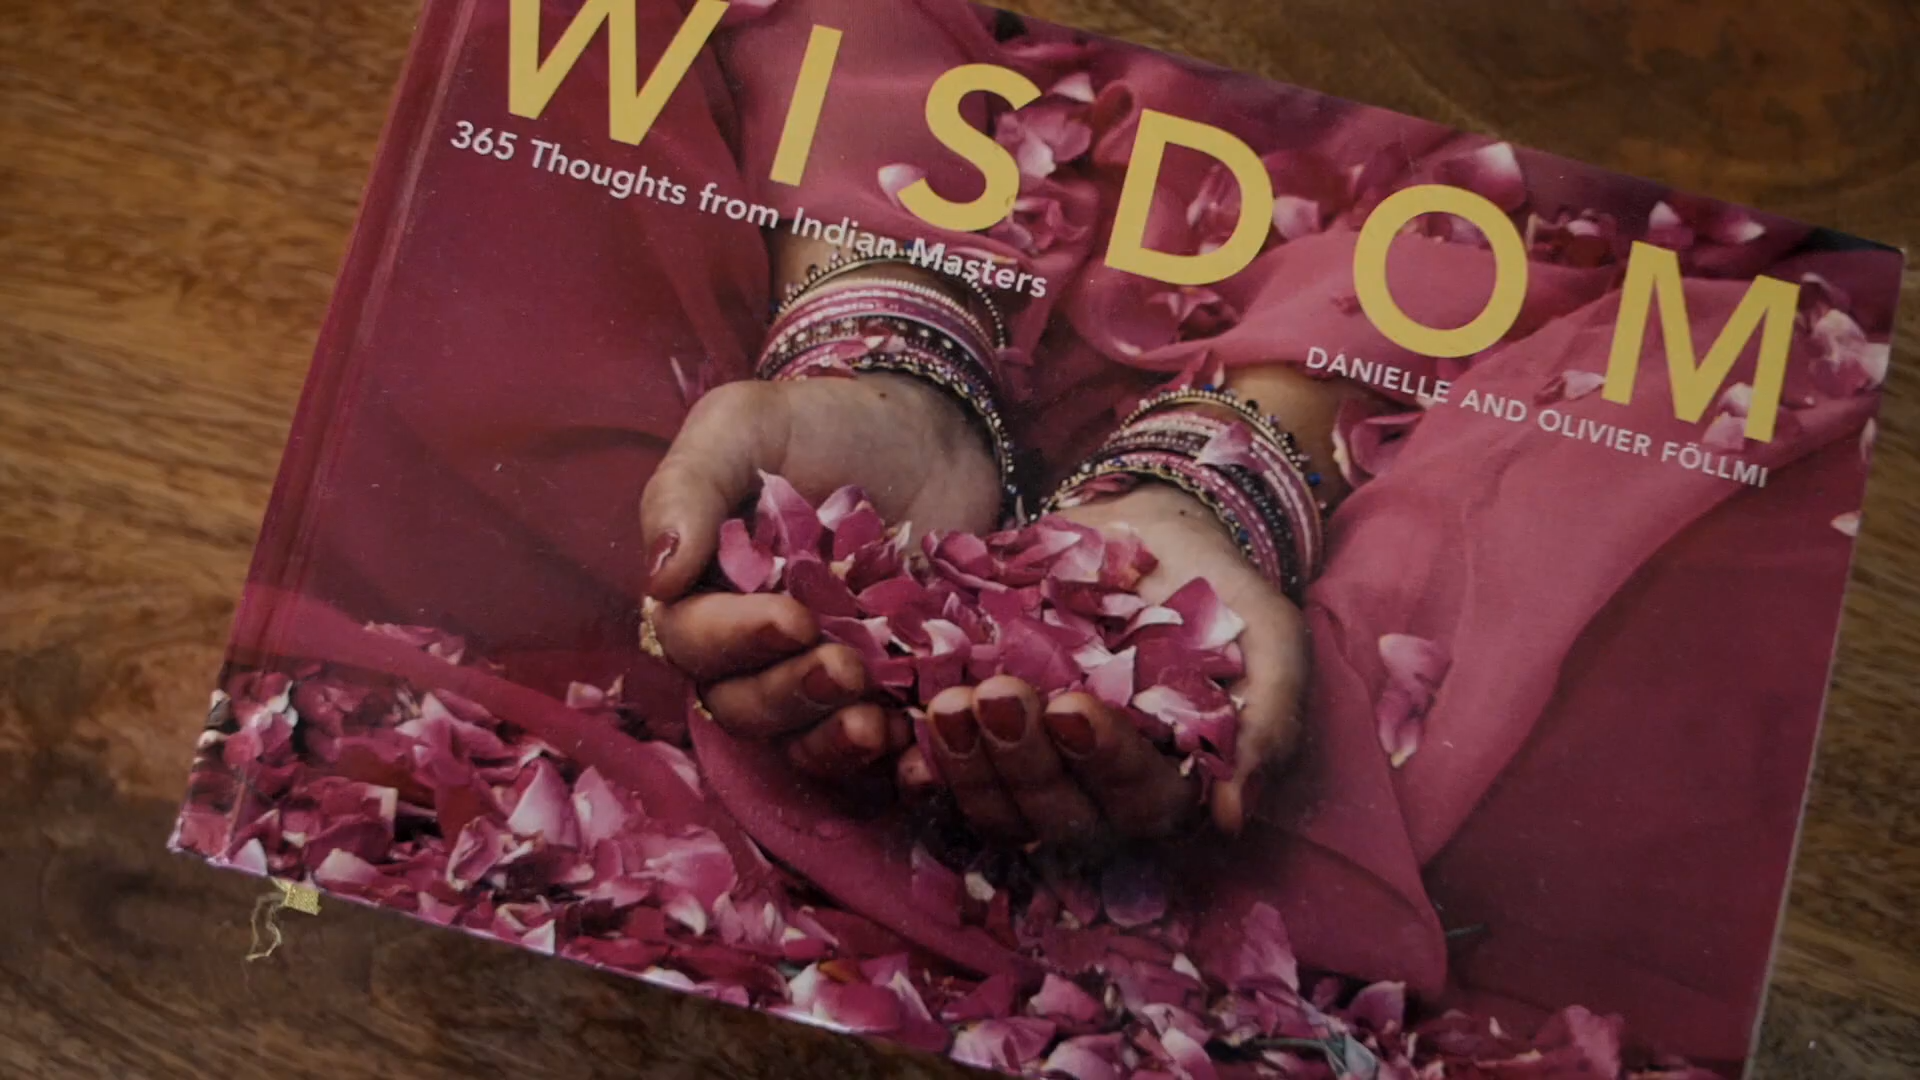 WISDOM
365 Thoughts from Indian Masters
DANIELLE AND OLIVIER FÖLLMI